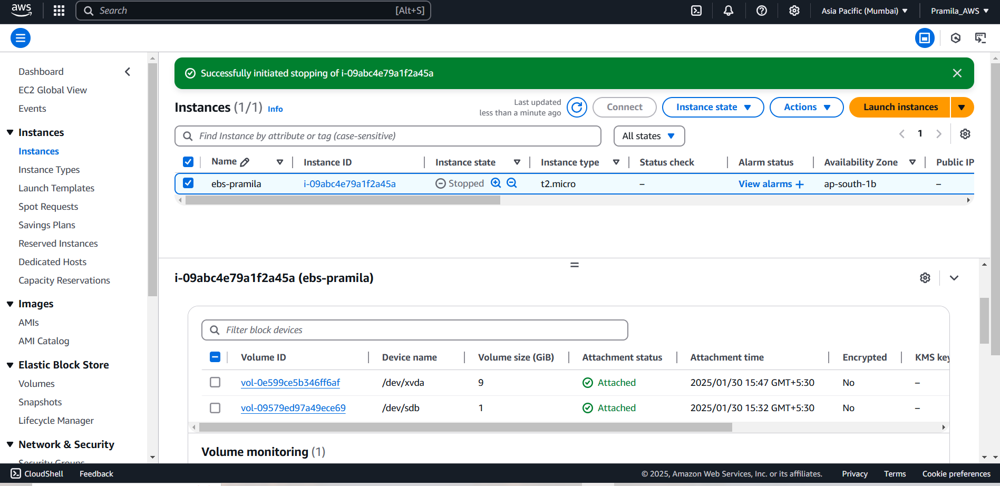 aws
Search [Alt+S]
Asia Pacific (Mumbai)
Pramila_AWS
Dashboard
EC2 Global View
Events
Instances
Instances
Instance Types
Launch Templates
Spot Requests
Savings Plans
Reserved Instances
Dedicated Hosts
Capacity Reservations
Images
AMIs
AMI Catalog
Elastic Block Store
Volumes
Snapshots
Lifecycle Manager
Network & Security
Security Groups
Successfully initiated stopping of i-09abc4e79a1f2a45a
Instances (1/1) Info
Last updated
less than a minute ago
Connect
Instance state
Actions
Launch instances
Find Instance by attribute or tag (case-sensitive)
All states
1
Name Instance ID Instance state Instance type Status check Alarm status Availability Zone Public IP
ebs-pramila i-09abc4e79a1f2a45a Stopped t2.micro – View alarms + ap-south-1b –
i-09abc4e79a1f2a45a (ebs-pramila)
Filter block devices
Volume ID Device name Volume size (GiB) Attachment status Attachment time Encrypted KMS key
vol-0e599ce5b346ff6af /dev/xvda 9 Attached 2025/01/30 15:47 GMT+5:30 No –
vol-09579ed97a49ece69 /dev/sdb 1 Attached 2025/01/30 15:32 GMT+5:30 No –
Volume monitoring (1)
CloudShell Feedback © 2025, Amazon Web Services, Inc. or its affiliates. Privacy Terms Cookie preferences